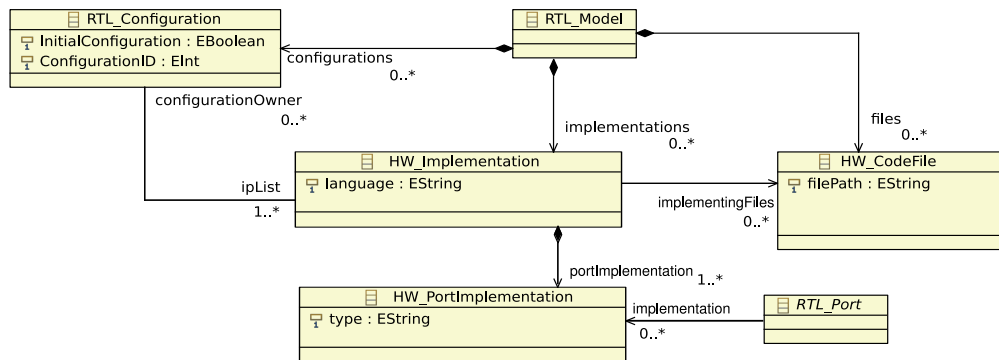 RTL_Configuration
InitialConfiguration : EBoolean
ConfigurationID : EInt
RTL_Model
configurations
0..*
configurationOwner
0..*
implementations
0..*
files
0..*
HW_Implementation
language : EString
HW_CodeFile
filePath : EString
ipList
1..*
implementingFiles
0..*
portImplementation
1..*
HW_PortImplementation
type : EString
implementation
0..*
RTL_Port